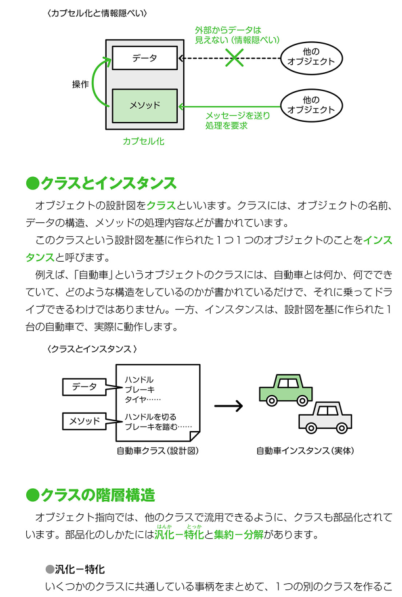 〈カプセル化と情報隠ぺい〉
外部からデータは
見えない（情報隠ぺい）
データ
他の
オブジェクト
操作
メソッド
他の
オブジェクト
メッセージを送り
処理を要求
カプセル化
●クラスとインスタンス
オブジェクトの設計図をクラスといいます。クラスには、オブジェクトの名前、
データの構造、メソッドの処理内容などが書かれています。
このクラスという設計図を基に作られた１つ１つのオブジェクトのことをインス
タンスと呼びます。
例えば、「自動車」というオブジェクトのクラスには、自動車とは何か、何ででき
ていて、どのような構造をしているのかが書かれているだけで、それに乗ってドラ
イブできるわけではありません。一方、インスタンスは、設計図を基に作られた１
台の自動車で、実際に動作します。
〈クラスとインスタンス〉
データ
ハンドル
ブレーキ
タイヤ……
メソッド
ハンドルを切る
ブレーキを踏む……
自動車クラス（設計図）
自動車インスタンス（実体）
●クラスの階層構造
オブジェクト指向では、他のクラスで流用できるように、クラスも部品化されて
はんか とっか
います。部品化のしかたには汎化－特化と集約－分解があります。
●汎化－特化
いくつかのクラスに共通している事柄をまとめて、１つの別のクラスを作るこ